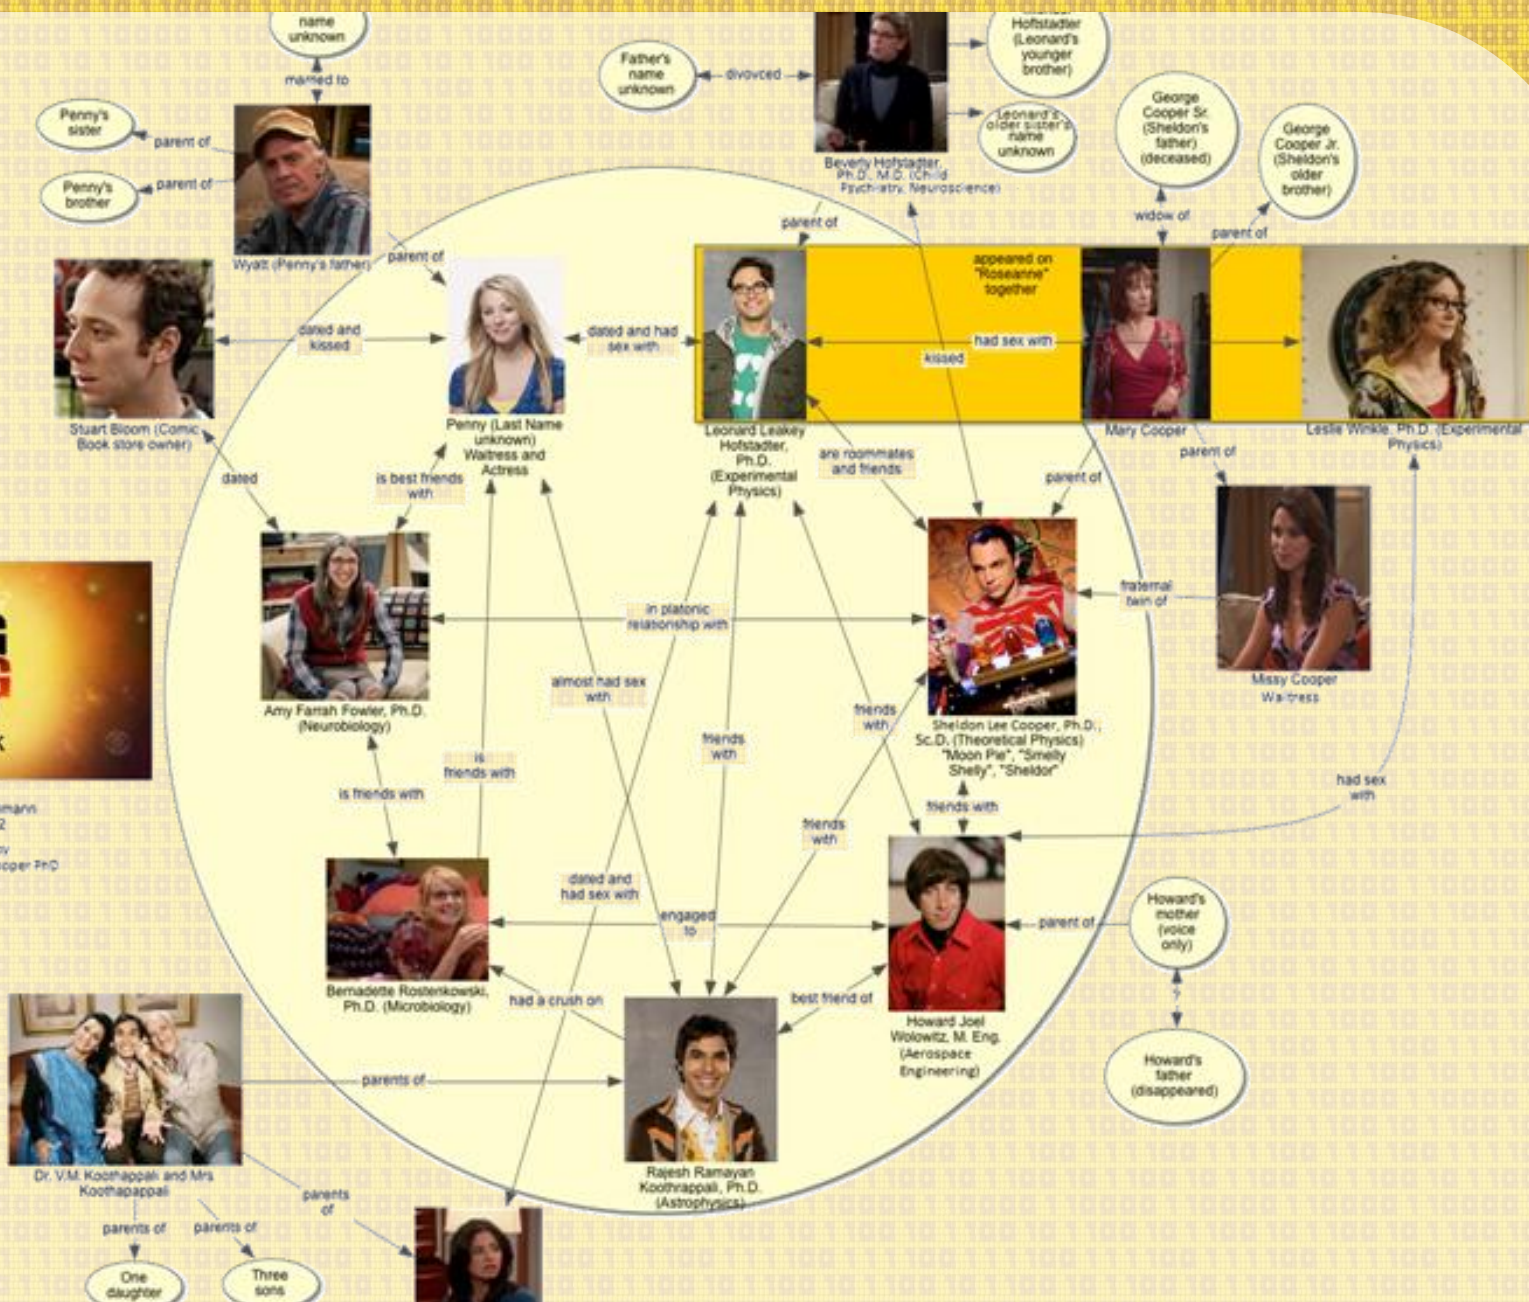 name
unknown
married to
Penny's
sister
parent of
Penny's
brother
parent of
Wyatt (Penny's father)
parent of
Father's
name
unknown
divovced
Hofstadter
(Leonard's
younger
brother)
Leonard's
older sister's
name
unknown
Beverly Hofstadter,
Ph.D., M.D. (Child
Psychiatry, Neuroscience)
parent of
George
Cooper Sr.
(Sheldon's
father)
(deceased)
George
Cooper Jr.
(Sheldon's
older
brother)
widow of
parent of
appeared on
"Roseanne"
together
dated and
kissed
dated and had
sex with
had sex with
kissed
Stuart Bloom (Comic
Book store owner)
Penny (Last Name
unknown)
Waitress and
Actress
Leonard Leakey
Hofstadter,
Ph.D.
(Experimental
Physics)
Mary Cooper
Leslie Winkle, Ph.D. (Experimental
Physics)
are roommates
and friends
parent of
parent of
dated
is best friends
with
fraternal
twin of
in platonic
relationship with
Missy Cooper
Waitress
Amy Farrah Fowler, Ph.D.
(Neurobiology)
almost had sex
with
friends
with
Sheldon Lee Cooper, Ph.D.,
Sc.D. (Theoretical Physics)
"Moon Pie", "Smelly
Shelly", "Sheldor"
is
friends with
friends
with
had sex
with
is friends with
friends with
friends
with
G
G
k
mann
2
oper PhD
dated and
had sex with
engaged
to
parent of
Howard's
mother
(voice
only)
?
Howard's
father
(disappeared)
Bernadette Rostenkowski,
Ph.D. (Microbiology)
had a crush on
best friend of
Howard Joel
Wolowitz, M. Eng.
(Aerospace
Engineering)
parents of
Rajesh Ramayan
Koothrappali, Ph.D.
(Astrophysics)
Dr. V.M. Koothappali and Mrs
Koothapappali
parents
of
parents of
parents of
One
daughter
Three
sons